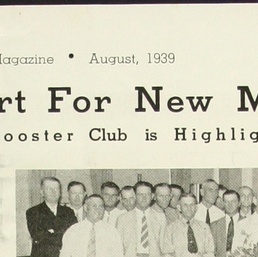 Magazine • August, 1939
rt For New M
ooster Club is Highlig